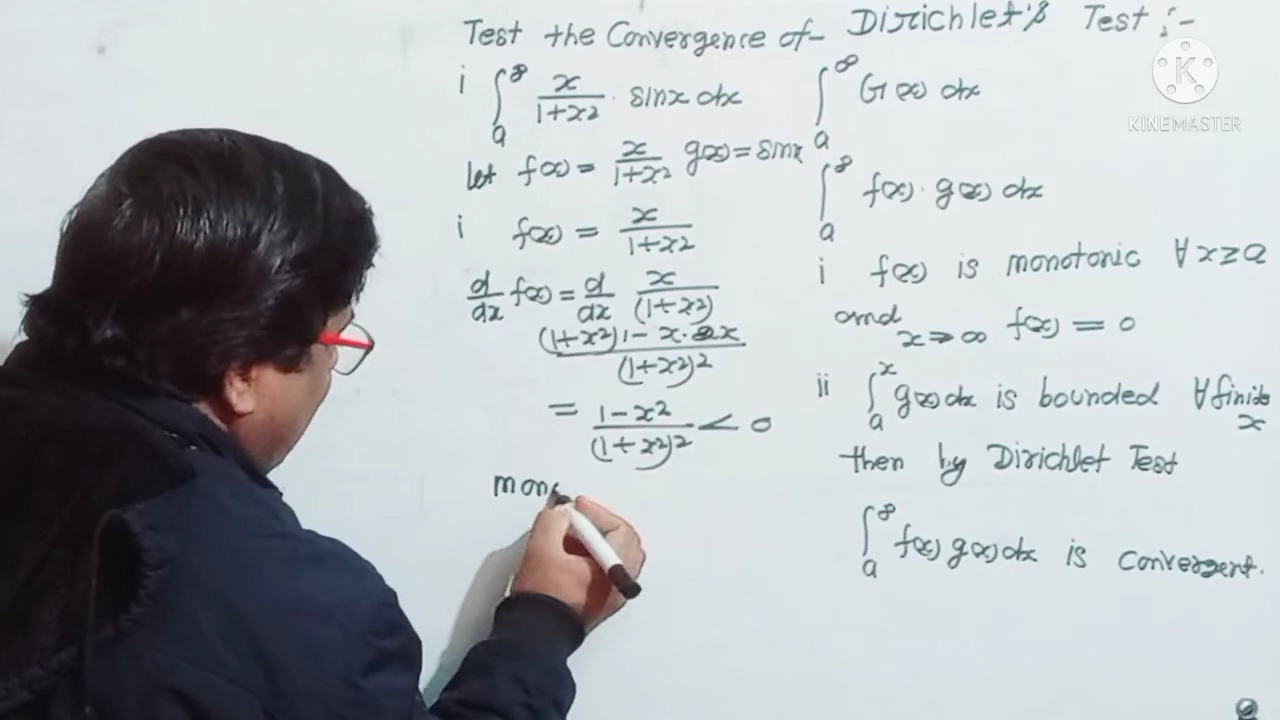 Test the Convergence of-
i ∫_a^∞ x/(1+x²) · sinx dx
let f(x) = x/(1+x²) g(x) = sinx
i f(x) = x/(1+x²)
d/dx f(x) = d/dx x/(1+x²)
((1+x²)1 - x·2x)/(1+x²)²
= (1-x²)/(1+x²)² < 0
mono
Dirichlet's Test :-
∫_a^∞ G(x) dx
∫_a^∞ f(x) · g(x) dx
i f(x) is monotonic ∀ x ≥ a
and x→∞ f(x) = 0
ii ∫_a^x g(x) dx is bounded ∀ finite x
then by Dirichlet Test
∫_a^∞ f(x) g(x) dx is convergent.
K
KINEMASTER